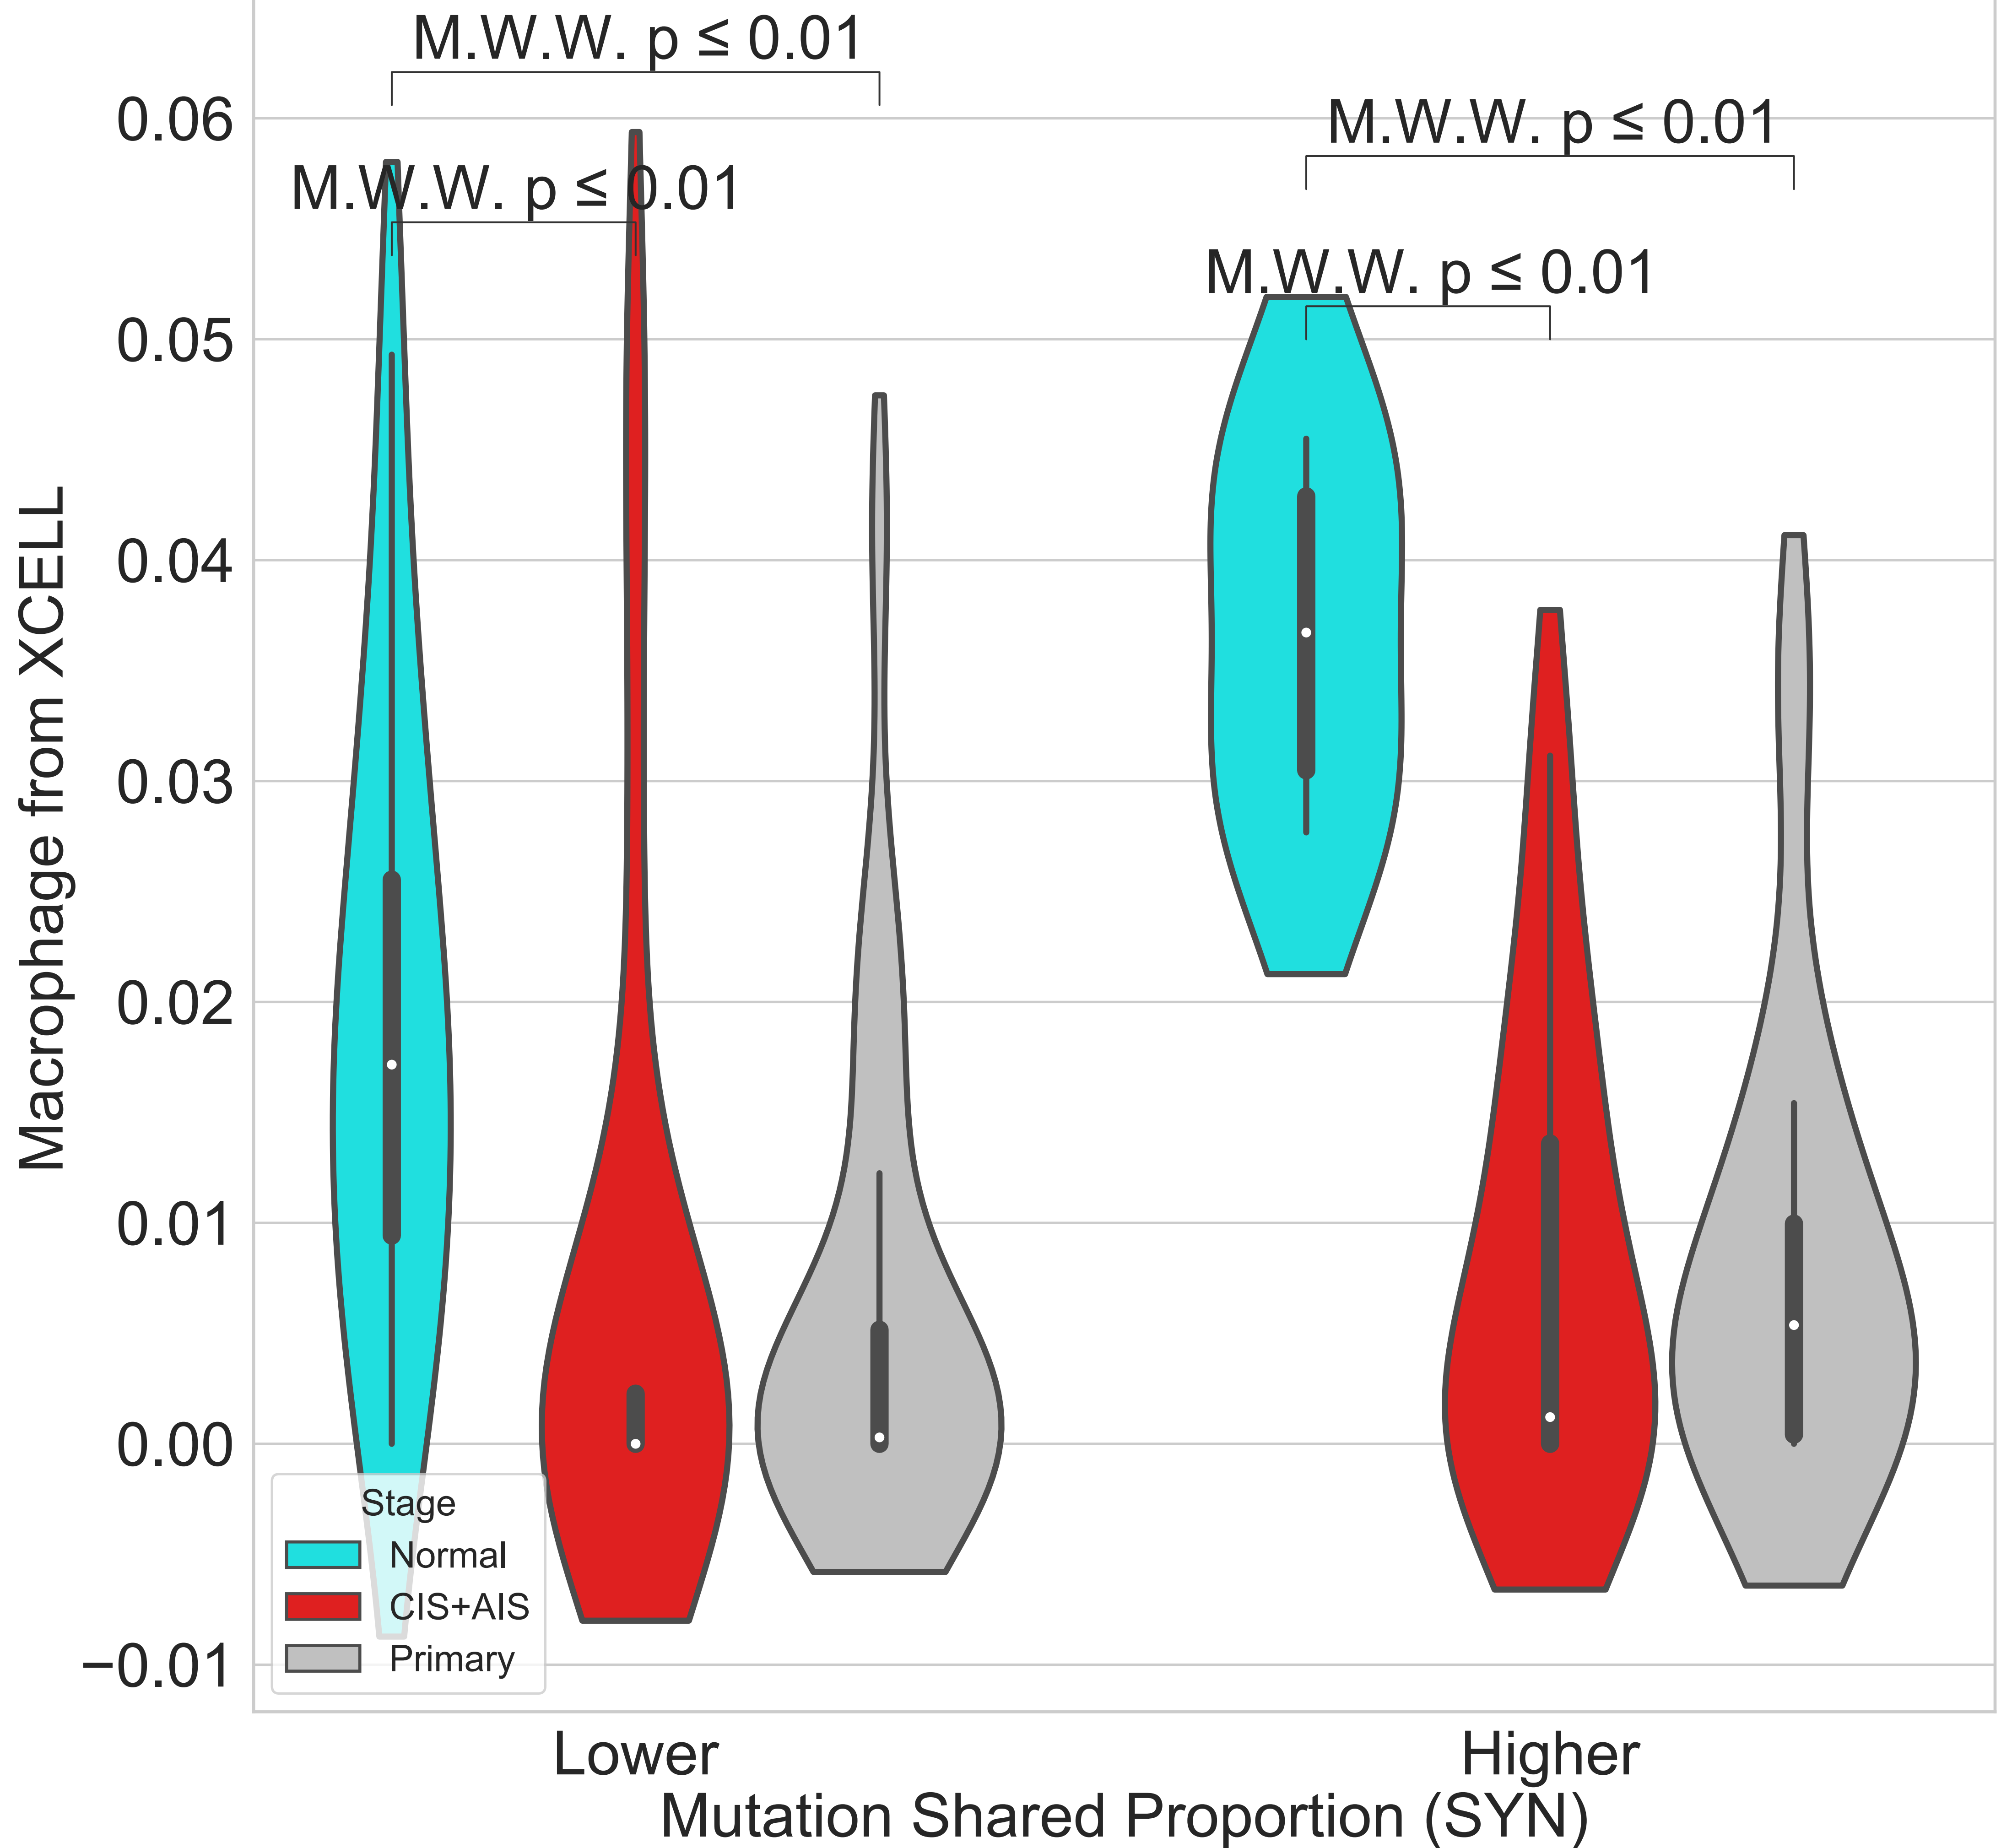 M.W.W. p ≤ 0.01
M.W.W. p ≤ 0.01
M.W.W. p ≤ 0.01
M.W.W. p ≤ 0.01
Macrophage from XCELL
0.06
0.05
0.04
0.03
0.02
0.01
0.00
−0.01
Stage
Normal
CIS+AIS
Primary
Lower
Higher
Mutation Shared Proportion (SYN)